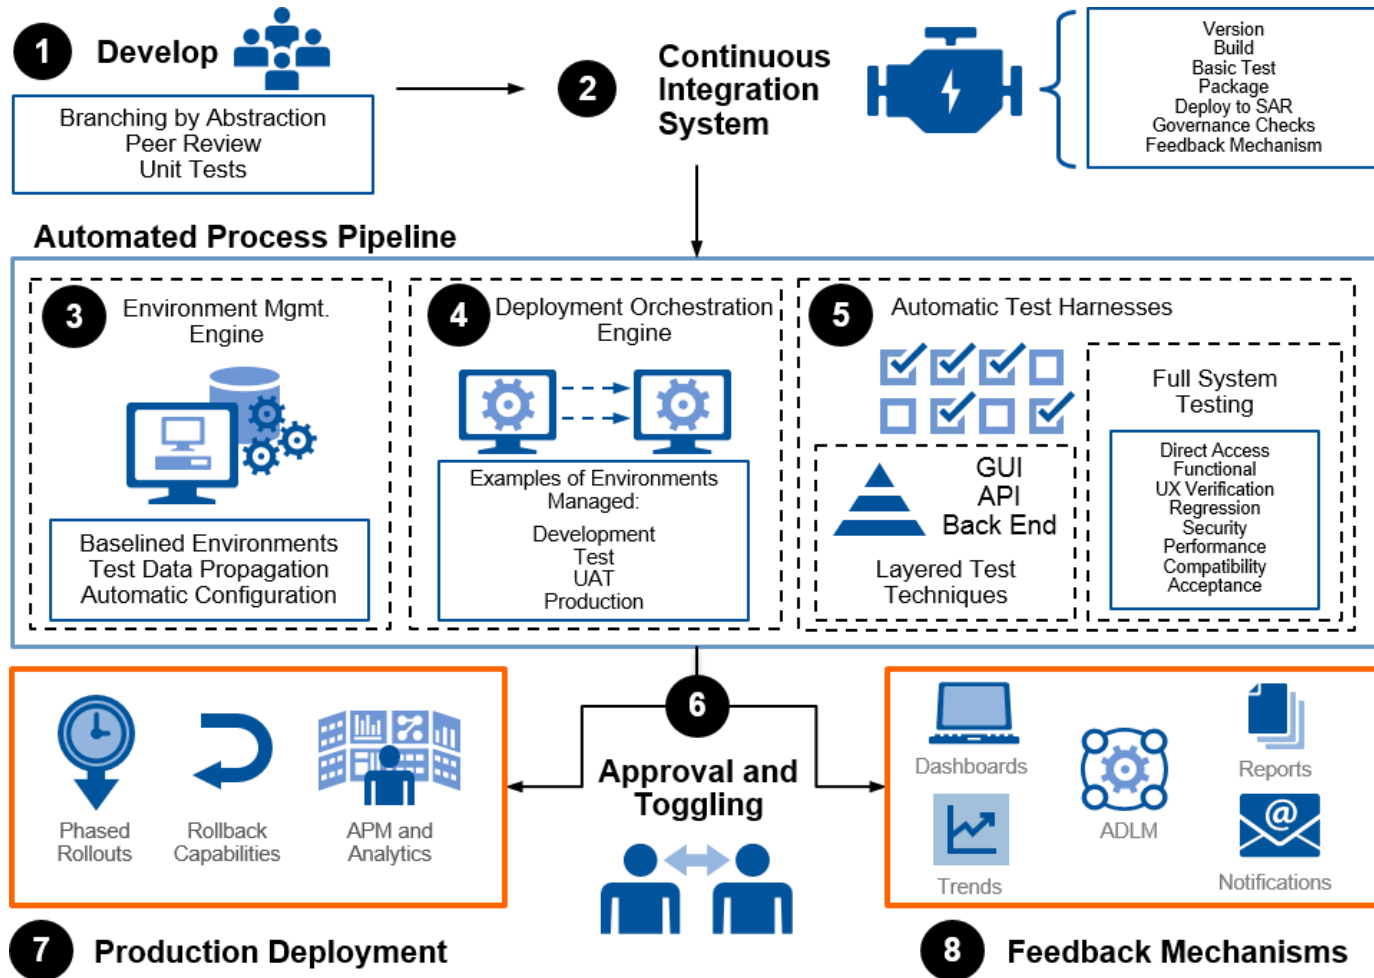 1 Develop
Branching by Abstraction
Peer Review
Unit Tests
2 Continuous
Integration
System
Version
Build
Basic Test
Package
Deploy to SAR
Governance Checks
Feedback Mechanism
Automated Process Pipeline
3 Environment Mgmt.
Engine
Baselined Environments
Test Data Propagation
Automatic Configuration
4 Deployment Orchestration
Engine
Examples of Environments
Managed:
Development
Test
UAT
Production
5 Automatic Test Harnesses
GUI
API
Back End
Layered Test
Techniques
Full System
Testing
Direct Access
Functional
UX Verification
Regression
Security
Performance
Compatibility
Acceptance
6
Approval and
Toggling
Phased
Rollouts
Rollback
Capabilities
APM and
Analytics
7 Production Deployment
Dashboards
Trends
ADLM
Reports
@
Notifications
8 Feedback Mechanisms